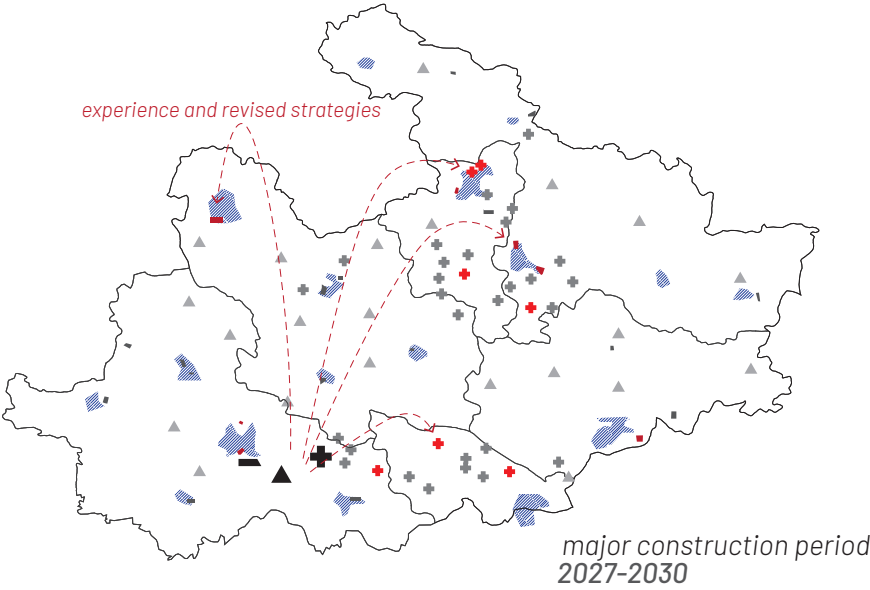 experience and revised strategies
major construction period
2027-2030